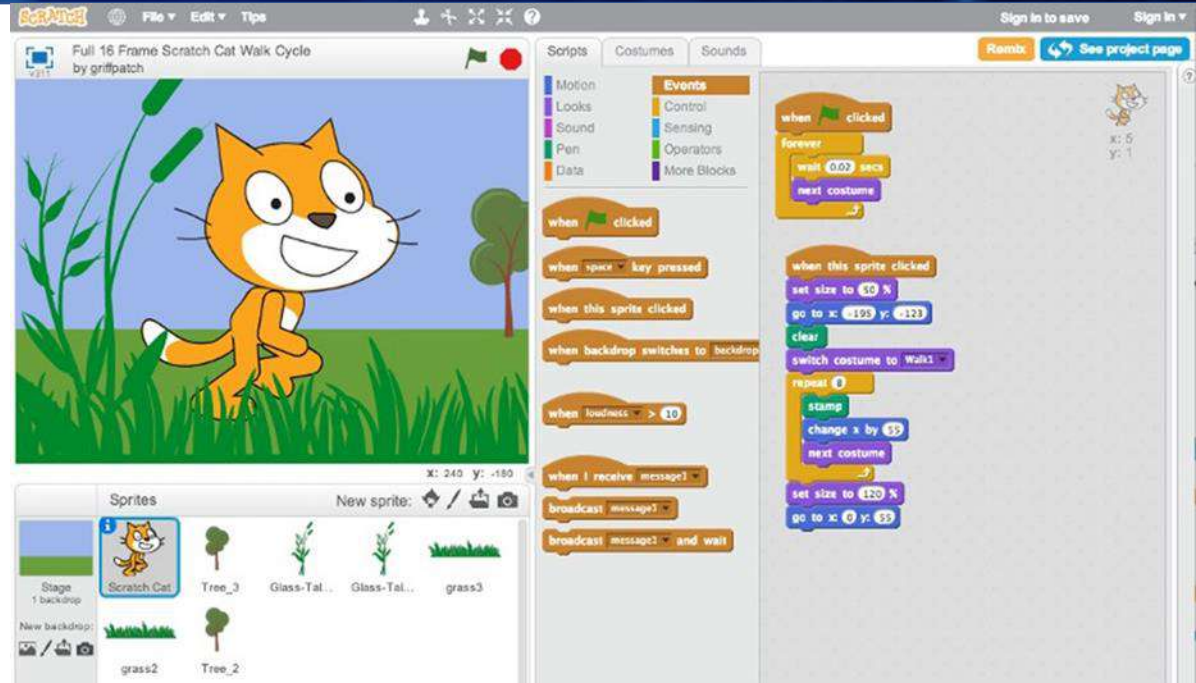 SCRATCH File ▾ Edit ▾ Tips Sign in to save Sign in ▾
Full 16 Frame Scratch Cat Walk Cycle
by griffpatch
v311
Scripts Costumes Sounds
Remix See project page
Motion Events
Looks Control
Sound Sensing
Pen Operators
Data More Blocks
when clicked
when space ▾ key pressed
when this sprite clicked
when backdrop switches to backdrop
when loudness ▾ > 10
when I receive message1 ▾
broadcast message1 ▾
broadcast message1 ▾ and wait
when clicked
forever
wait 0.02 secs
next costume
x: 5
y: 1
when this sprite clicked
set size to 50 %
go to x: -195 y: -123
clear
switch costume to Walk1 ▾
repeat 8
stamp
change x by 55
next costume
set size to 120 %
go to x: 0 y: 55
x: 240 y: -180
Sprites New sprite:
Stage
1 backdrop
New backdrop:
Scratch Cat Tree_3 Glass-Tal... Glass-Tal... grass3
grass2 Tree_2